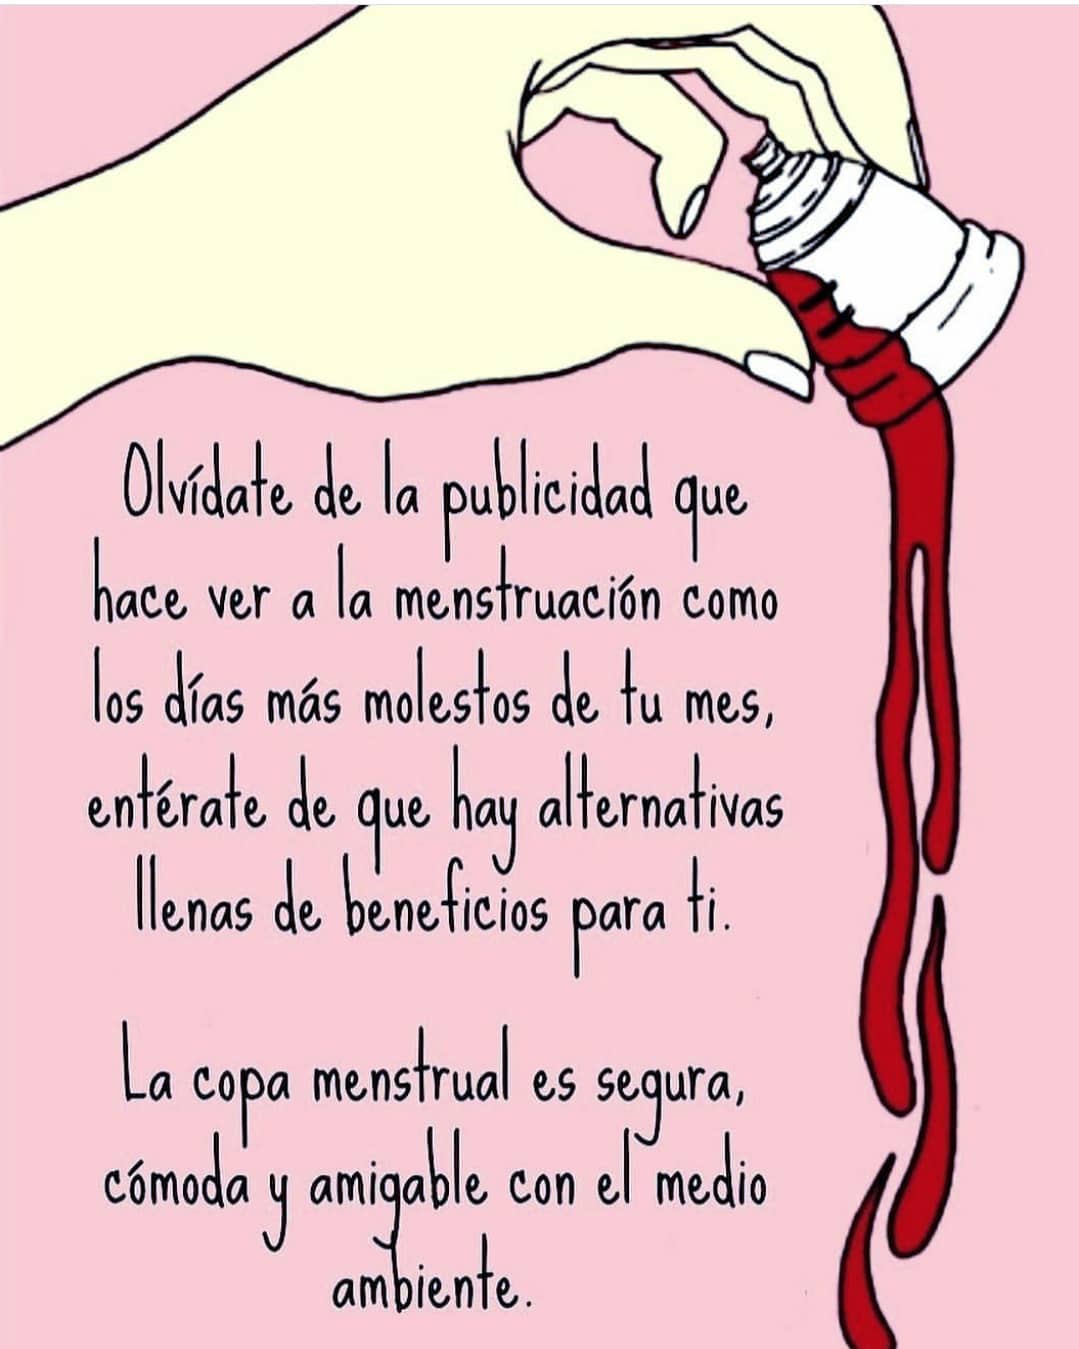 Olvídate de la publicidad que
hace ver a la menstruación como
los días más molestos de tu mes,
entérate de que hay alternativas
llenas de beneficios para ti.
La copa menstrual es segura,
cómoda y amigable con el medio
ambiente.